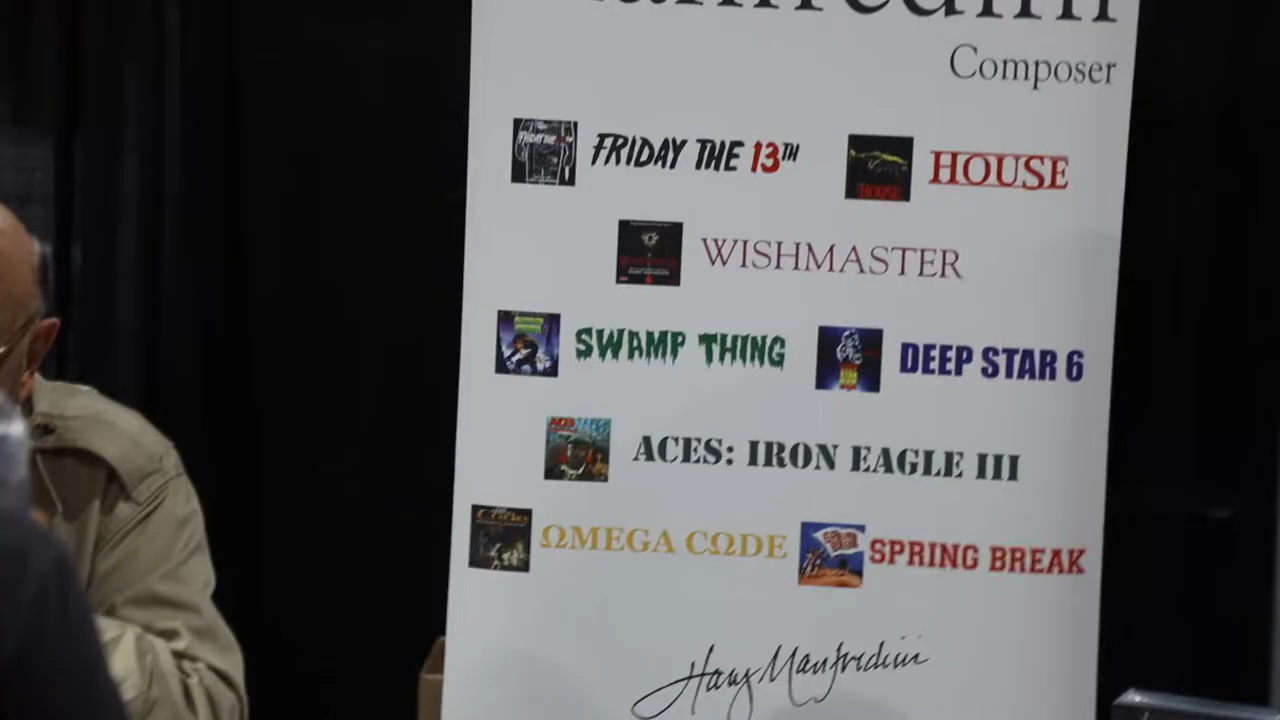 Composer
FRIDAY THE 13TH
HOUSE
WISHMASTER
SWAMP THING
DEEP STAR 6
ACES: IRON EAGLE III
ΩMEGA CΩDE
SPRING BREAK
Harry Manfredini